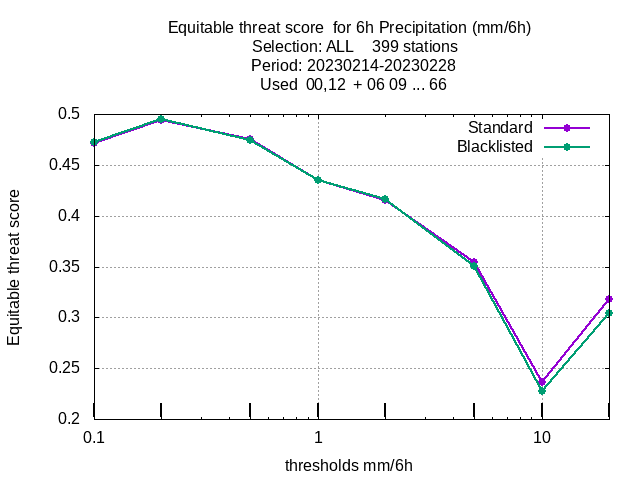 Equitable threat score  for 6h Precipitation (mm/6h)
Selection: ALL    399 stations
Period: 20230214-20230228
Used  00,12  + 06 09 ... 66
0.5
0.45
0.4
0.35
0.3
0.25
0.2
Equitable threat score
Standard
Blacklisted
0.1
1
10
thresholds mm/6h